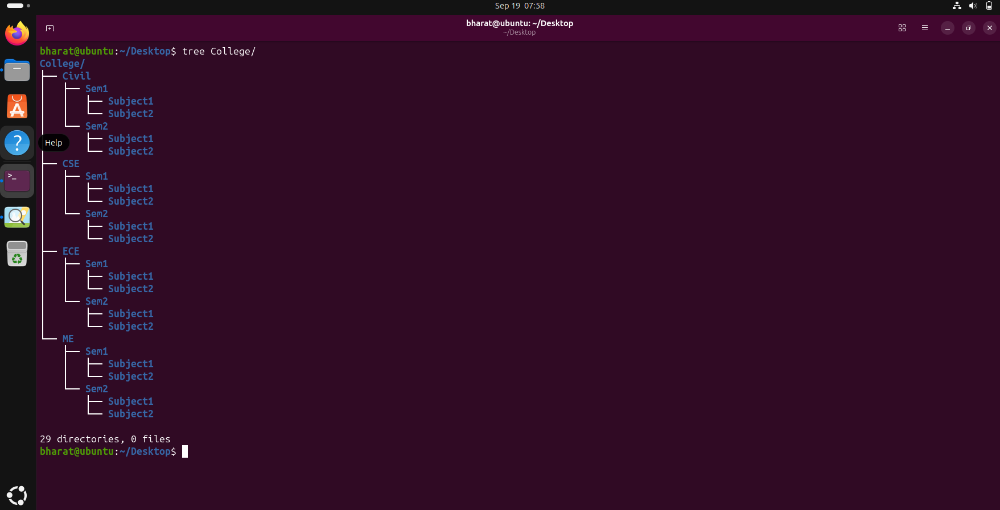 Sep 19 07:58
bharat@ubuntu: ~/Desktop
~/Desktop
bharat@ubuntu:~/Desktop$ tree College/
College/
├── Civil
│   ├── Sem1
│   │   ├── Subject1
│   │   └── Subject2
│   └── Sem2
│       ├── Subject1
Help
│       └── Subject2
├── CSE
│   ├── Sem1
│   │   ├── Subject1
│   │   └── Subject2
│   └── Sem2
│       ├── Subject1
│       └── Subject2
├── ECE
│   ├── Sem1
│   │   ├── Subject1
│   │   └── Subject2
│   └── Sem2
│       ├── Subject1
│       └── Subject2
└── ME
    ├── Sem1
    │   ├── Subject1
    │   └── Subject2
    └── Sem2
        ├── Subject1
        └── Subject2
29 directories, 0 files
bharat@ubuntu:~/Desktop$